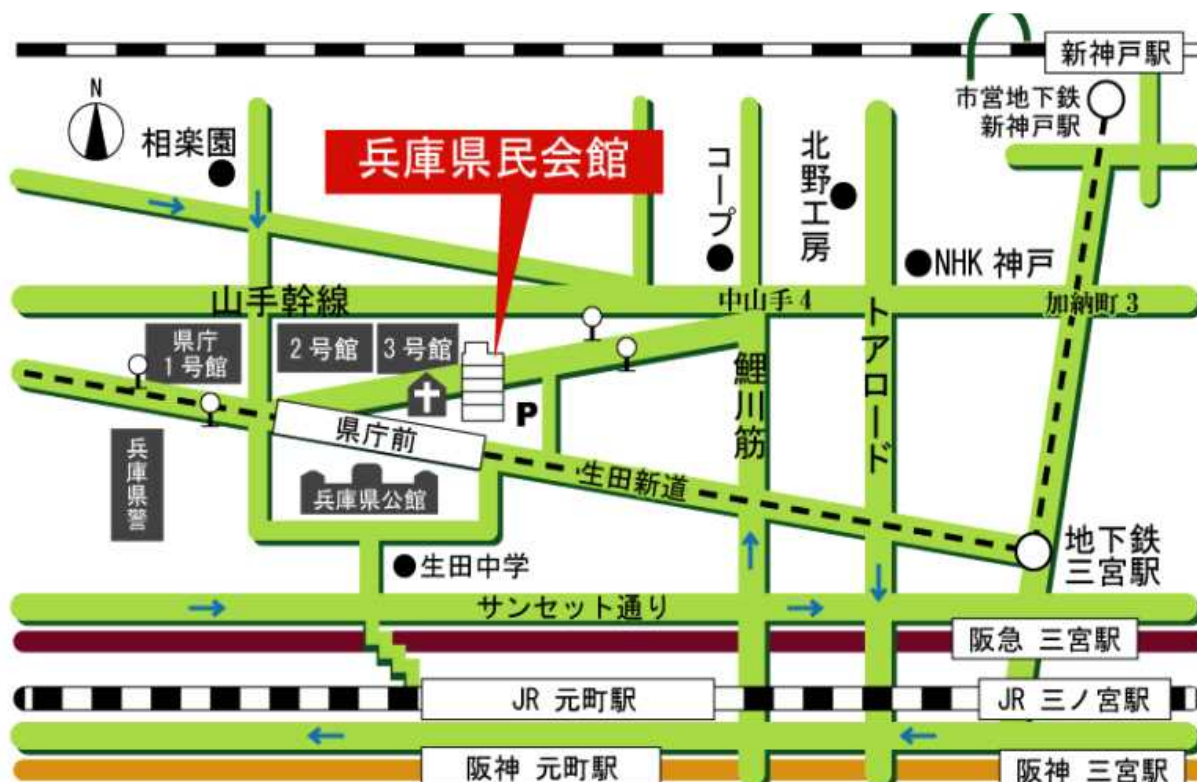 新神戸駅
N
市営地下鉄
新神戸駅
相楽園
兵庫県民会館
コープ
北野工房
NHK 神戸
山手幹線
中山手4
加納町3
県庁
1号館
2号館
3号館
P
鯉川筋
トアロード
県庁前
生田新道
兵庫県警
兵庫県公館
生田中学
地下鉄
三宮駅
サンセット通り
阪急 三宮駅
JR 元町駅
JR 三ノ宮駅
阪神 元町駅
阪神 三宮駅